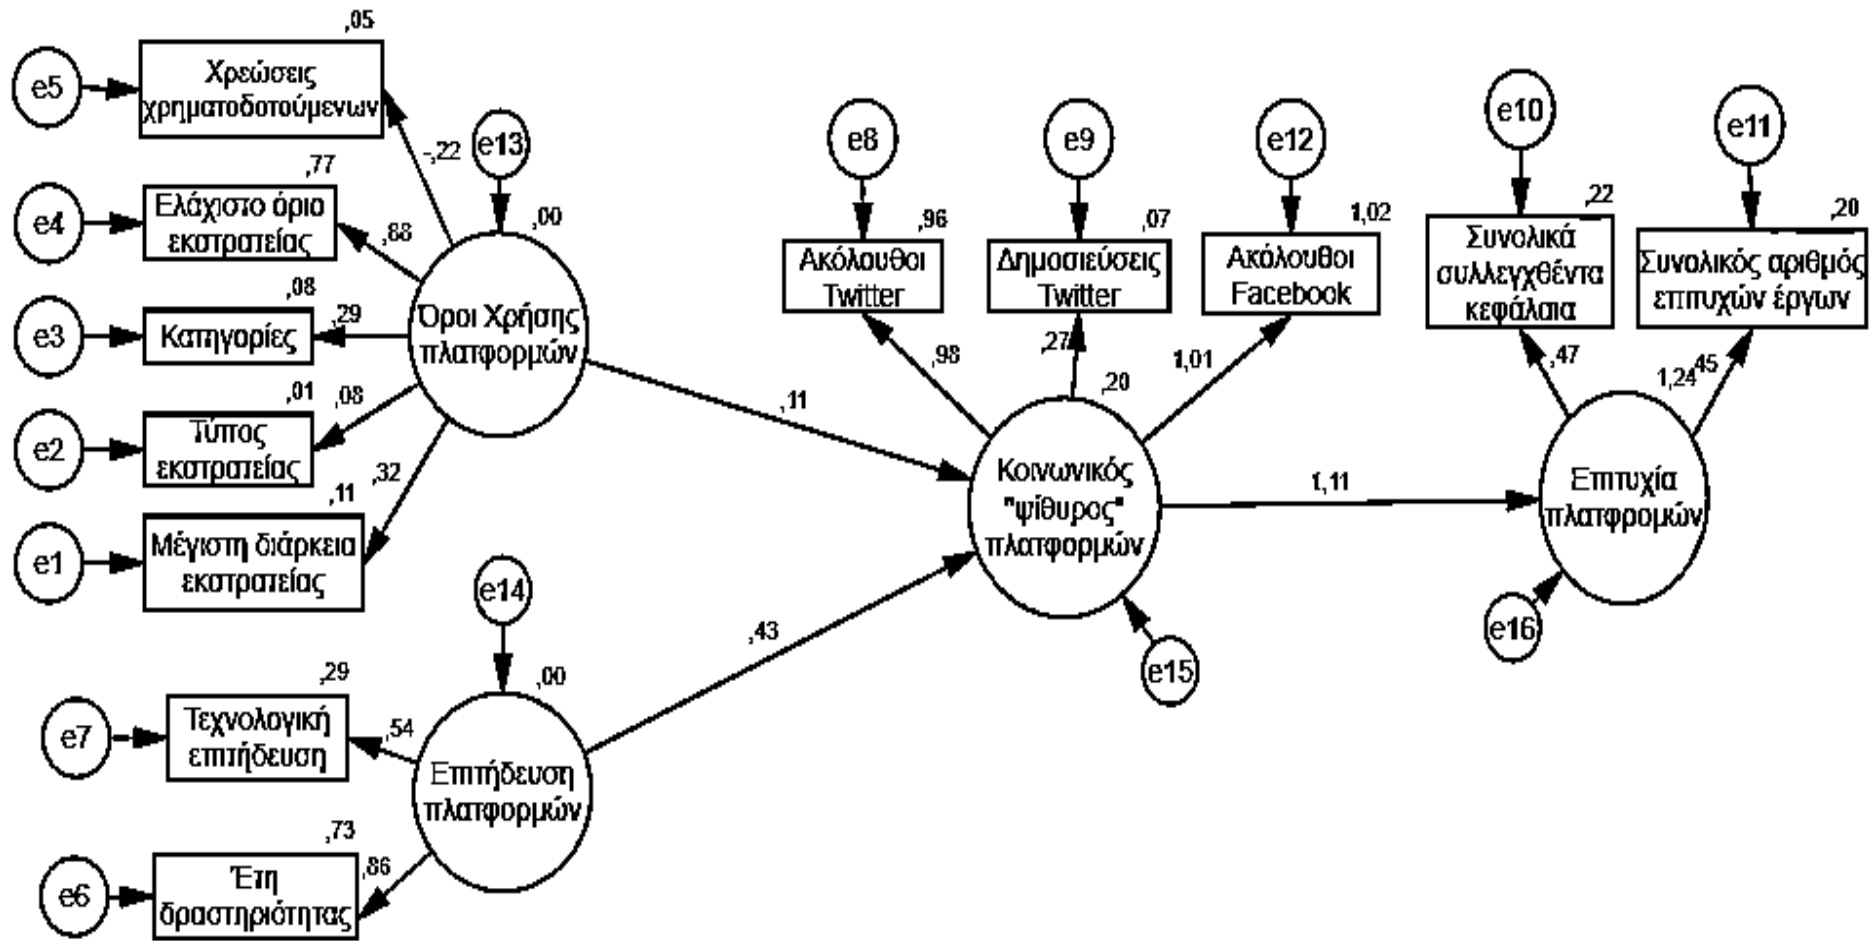 ,05
e5
Χρεώσεις
χρηματοδοτούμενων
-,22
e13
,00
,77
e4
Ελάχιστο όριο
εκστρατείας
,88
,08
e3
Κατηγορίες
,29
Όροι Χρήσης
πλατφορμών
,01
,08
e2
Τύπος
εκστρατείας
,11
,32
e1
Μέγιστη διάρκεια
εκστρατείας
e14
,00
,29
e7
Τεχνολογική
επιτήδευση
,54
Επιτήδευση
πλατφορμών
,73
,86
e6
Έτη
δραστηριότητας
,11
,43
e8
,96
Ακόλουθοι
Twitter
,98
e9
,07
Δημοσιεύσεις
Twitter
,27
e12
1,02
Ακόλουθοι
Facebook
1,01
,20
Κοινωνικός
"ψίθυρος"
πλατφορμών
e15
1,11
e10
,22
Συνολικά
συλλεγχθέντα
κεφάλαια
,47
e11
,20
Συνολικός αριθμός
επιτυχών έργων
,45
1,24
Επιτυχία
πλατφρομών
e16